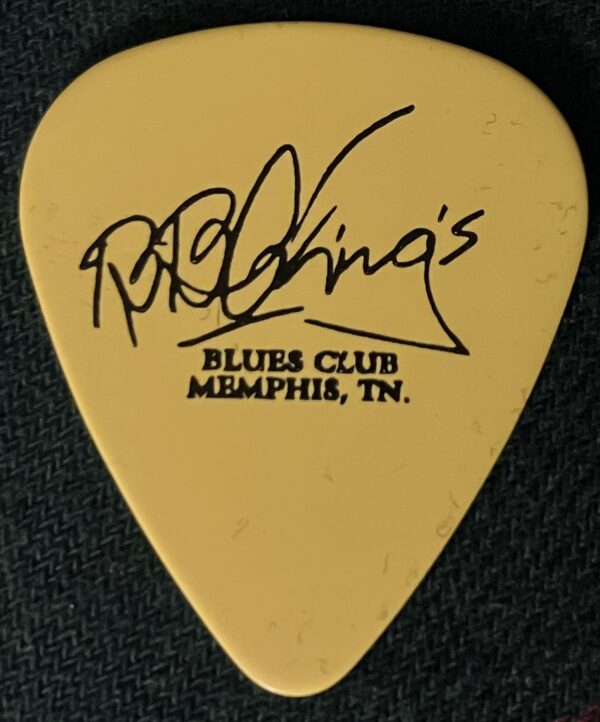 B.B. King's
BLUES CLUB
MEMPHIS, TN.